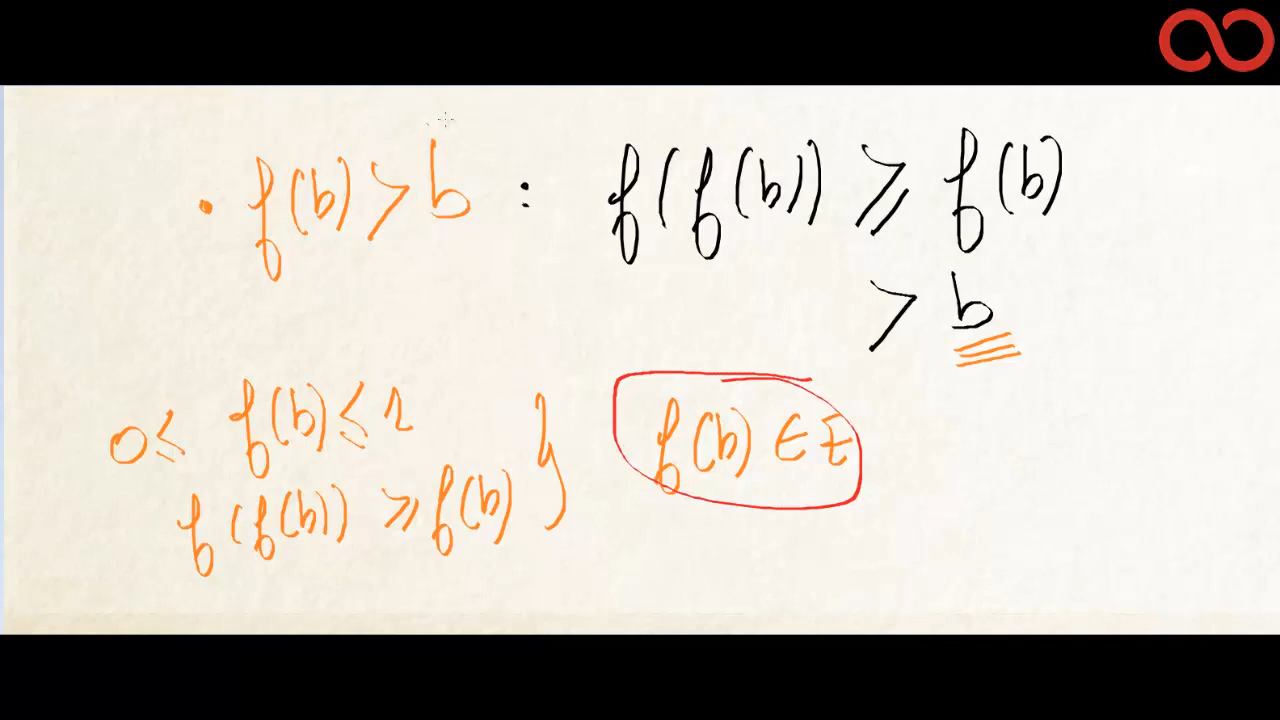 • f(b) > b : f(f(b)) ⩾ f(b)
> b
0 ≤ f(b) ≤ 1
f(f(b)) ⩾ f(b) } f(b) ∈ E